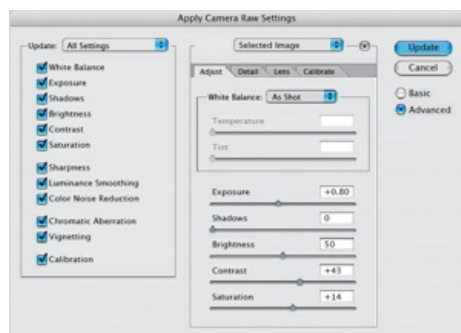 Apply Camera Raw Settings
Update: All Settings
White Balance
Exposure
Shadows
Brightness
Contrast
Saturation
Sharpness
Luminance Smoothing
Color Noise Reduction
Chromatic Aberration
Vignetting
Calibration
Selected Image
Adjust Detail Lens Calibrate
White Balance: As Shot
Temperature
Tint
Exposure +0.80
Shadows 0
Brightness 50
Contrast +43
Saturation +14
Update
Cancel
Basic
Advanced